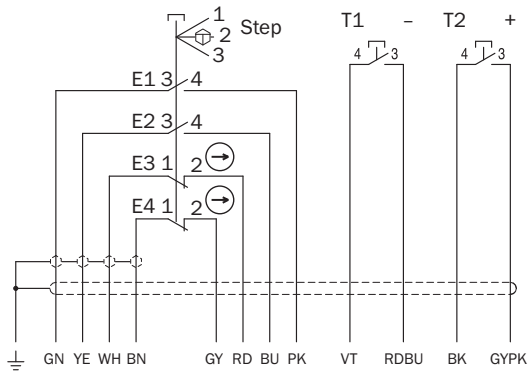 1
2 Step
3
E1 3 4
E2 3 4
E3 1 2
E4 1 2
T1 – T2 +
4 3 4 3
GN YE WH BN GY RD BU PK VT RDBU BK GYPK